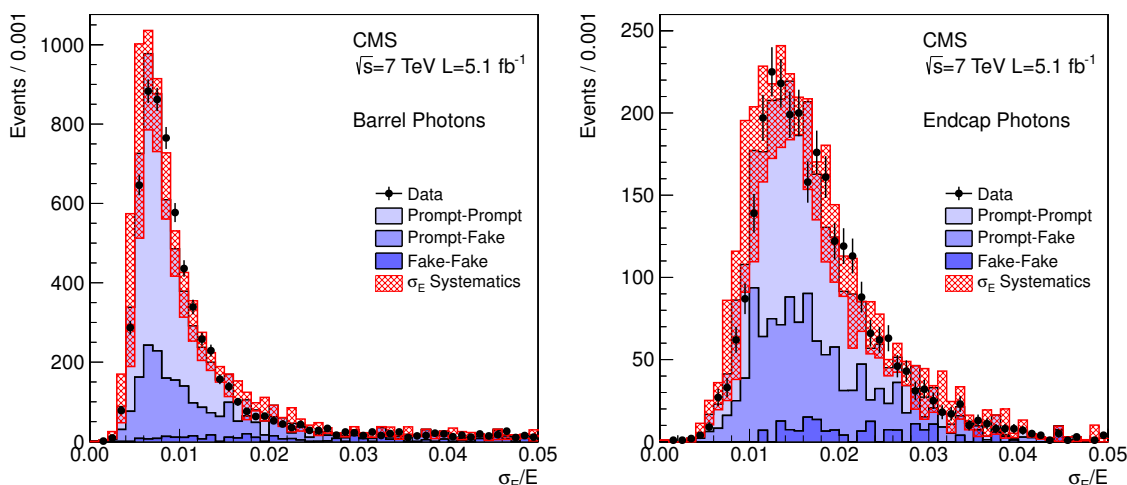 Events / 0.001
1000
800
600
400
200
0
CMS
√s=7 TeV L=5.1 fb⁻¹
Barrel Photons
Data
Prompt-Prompt
Prompt-Fake
Fake-Fake
σE Systematics
0.00 0.01 0.02 0.03 0.04 0.05
σE/E
Events / 0.001
250
200
150
100
50
0
CMS
√s=7 TeV L=5.1 fb⁻¹
Endcap Photons
Data
Prompt-Prompt
Prompt-Fake
Fake-Fake
σE Systematics
0.00 0.01 0.02 0.03 0.04 0.05
σE/E